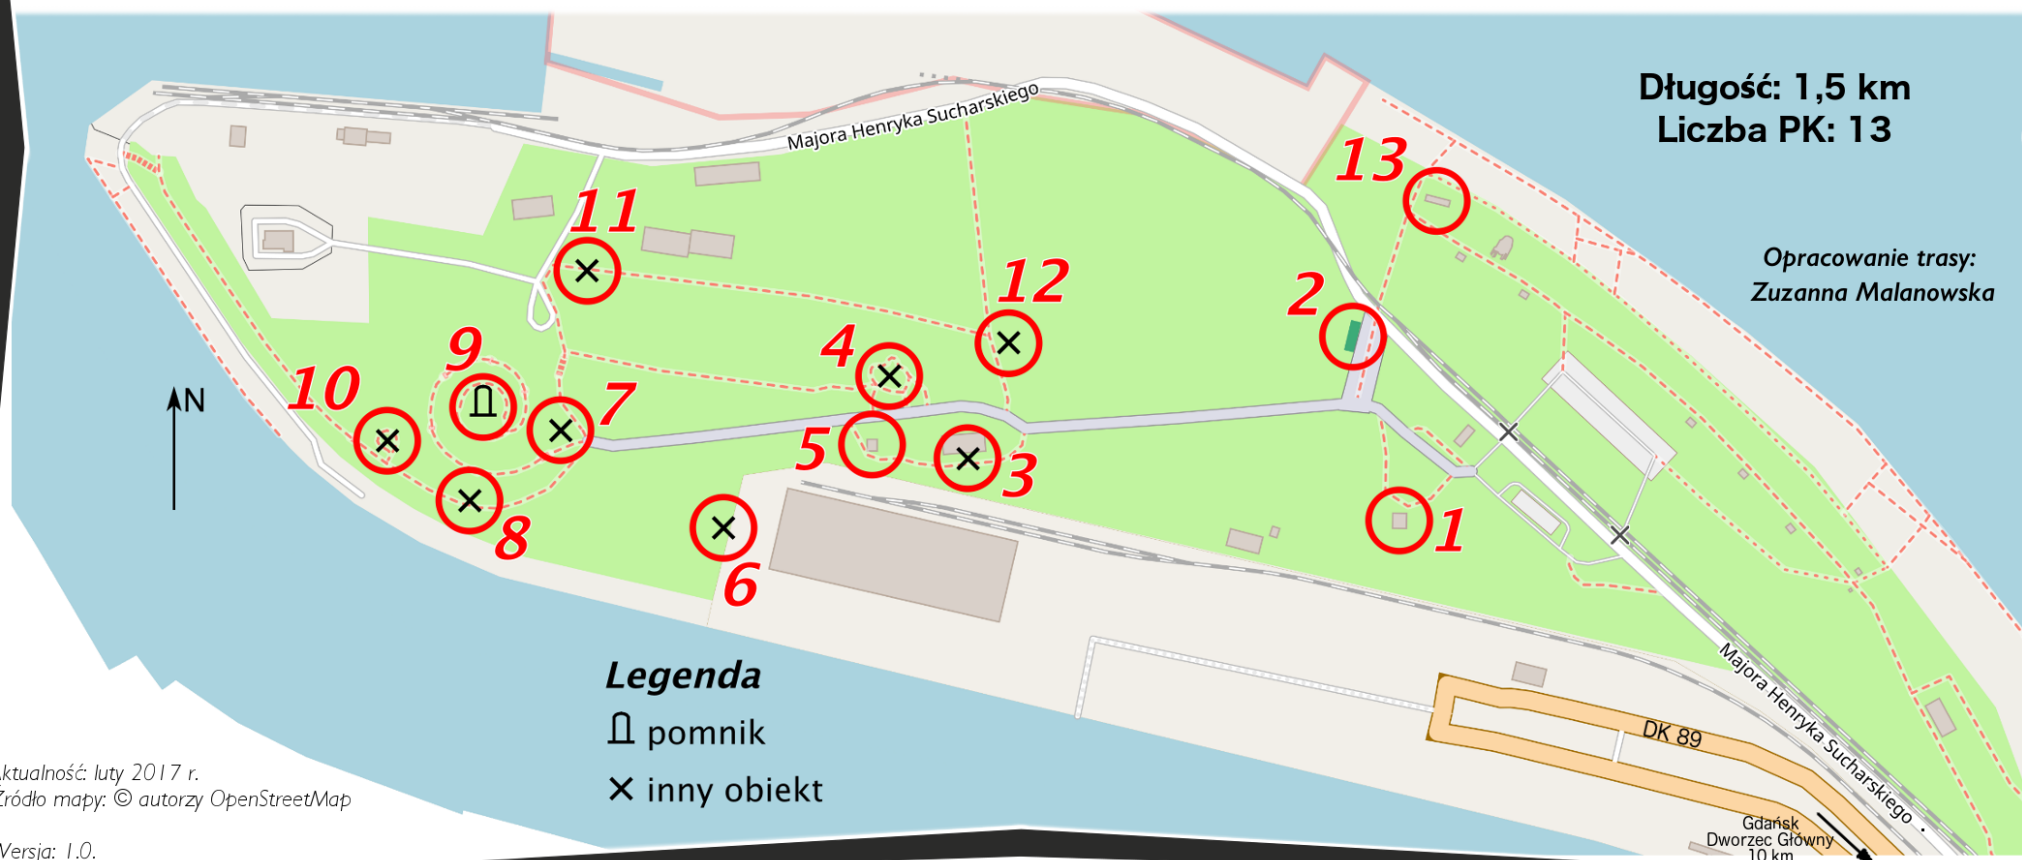 Długość: 1,5 km
Liczba PK: 13
Majora Henryka Sucharskiego
13
11
Opracowanie trasy:
Zuzanna Malanowska
12
2
4
9
10
7
N
5
3
1
8
6
Legenda
pomnik
inny obiekt
Majora Henryka Sucharskiego
DK 89
Aktualność: luty 2017 r.
Źródło mapy: © autorzy OpenStreetMap
Wersja: 1.0.
Gdańsk
Dworzec Główny
10 km